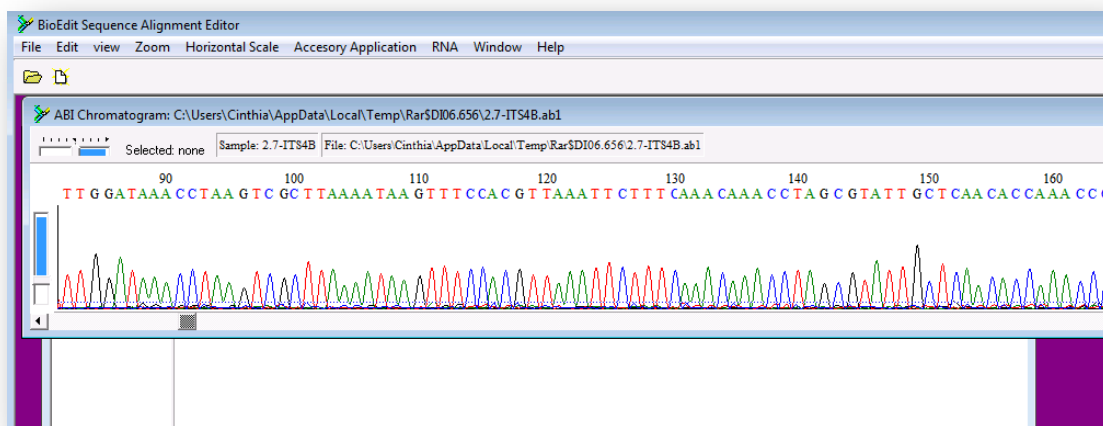 BioEdit Sequence Alignment Editor
File Edit view Zoom Horizontal Scale Accesory Application RNA Window Help
ABI Chromatogram: C:\Users\Cinthia\AppData\Local\Temp\Rar$DI06.656\2.7-ITS4B.ab1
Selected: none Sample: 2.7-ITS4B File: C:\Users\Cinthia\AppData\Local\Temp\Rar$DI06.656\2.7-ITS4B.ab1
90 100 110 120 130 140 150 160
TTGGATAAACCTAAGTCGCTTAAAATAAGTTTCCACGTTAAATTCTTTCAAACAAACCTAGCGTATTGCTCAACACCAAACCC